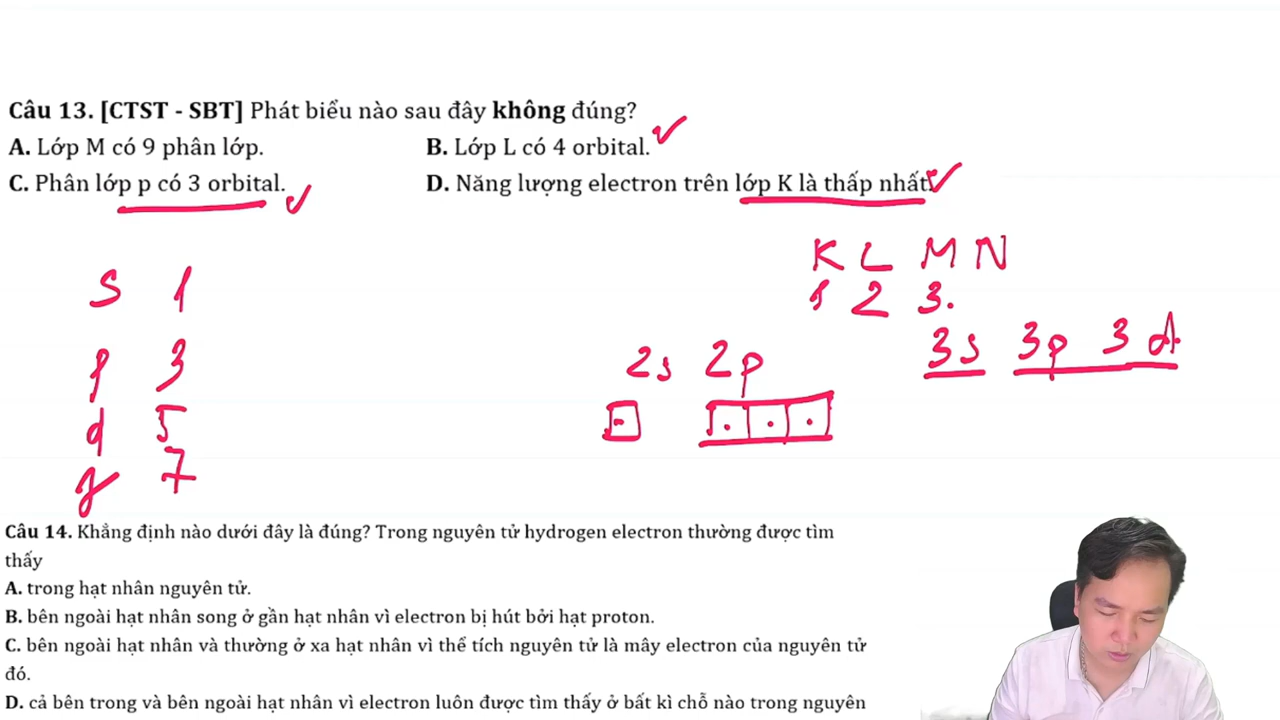 Câu 13. [CTST - SBT] Phát biểu nào sau đây không đúng?
A. Lớp M có 9 phân lớp. B. Lớp L có 4 orbital.
C. Phân lớp p có 3 orbital. D. Năng lượng electron trên lớp K là thấp nhất.
K L M N
s 1 1 2 3.
3s 3p 3d
p 3 2s 2p
d 5
f 7
Câu 14. Khẳng định nào dưới đây là đúng? Trong nguyên tử hydrogen electron thường được tìm
thấy
A. trong hạt nhân nguyên tử.
B. bên ngoài hạt nhân song ở gần hạt nhân vì electron bị hút bởi hạt proton.
C. bên ngoài hạt nhân và thường ở xa hạt nhân vì thể tích nguyên tử là mây electron của nguyên tử
đó.
D. cả bên trong và bên ngoài hạt nhân vì electron luôn được tìm thấy ở bất kì chỗ nào trong nguyên